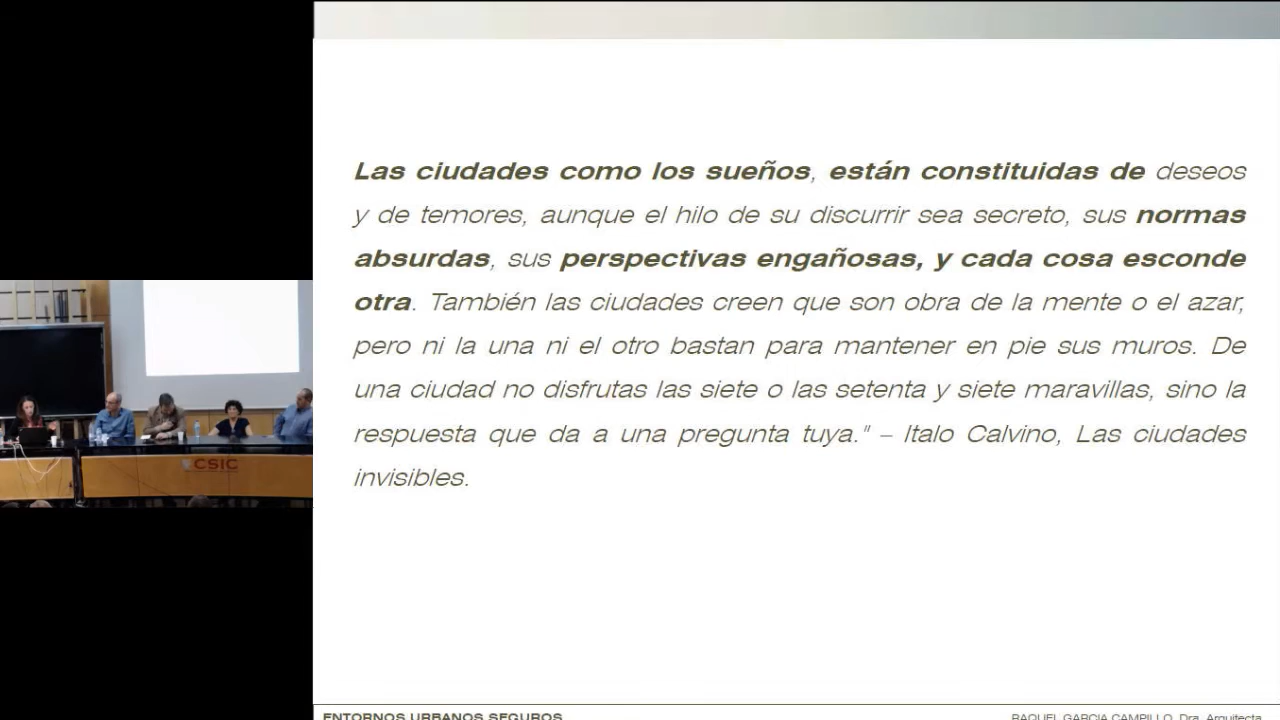 Las ciudades como los sueños, están constituidas de deseos
y de temores, aunque el hilo de su discurrir sea secreto, sus normas
absurdas, sus perspectivas engañosas, y cada cosa esconde
otra. También las ciudades creen que son obra de la mente o el azar,
pero ni la una ni el otro bastan para mantener en pie sus muros. De
una ciudad no disfrutas las siete o las setenta y siete maravillas, sino la
respuesta que da a una pregunta tuya." – Italo Calvino, Las ciudades
invisibles.
CSIC
ENTORNOS URBANOS SEGUROS
RAQUEL GARCIA CAMPILLO, Dra. Arquitecta